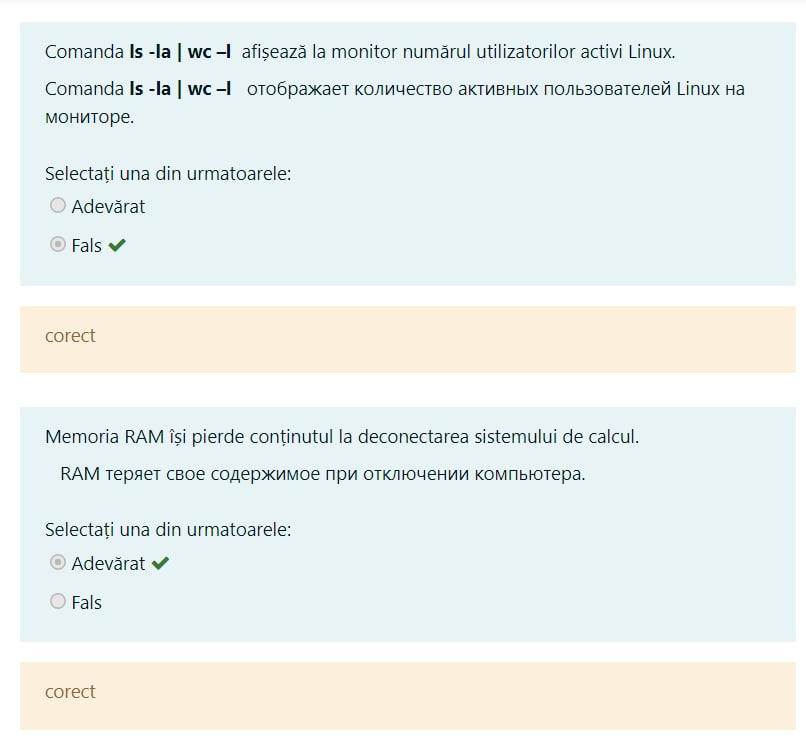 Comanda ls -la | wc –l afișează la monitor numărul utilizatorilor activi Linux.
Comanda ls -la | wc –l отображает количество активных пользователей Linux на
мониторе.
Selectați una din urmatoarele:
Adevărat
Fals
corect
Memoria RAM își pierde conținutul la deconectarea sistemului de calcul.
RAM теряет свое содержимое при отключении компьютера.
Selectați una din urmatoarele:
Adevărat
Fals
corect